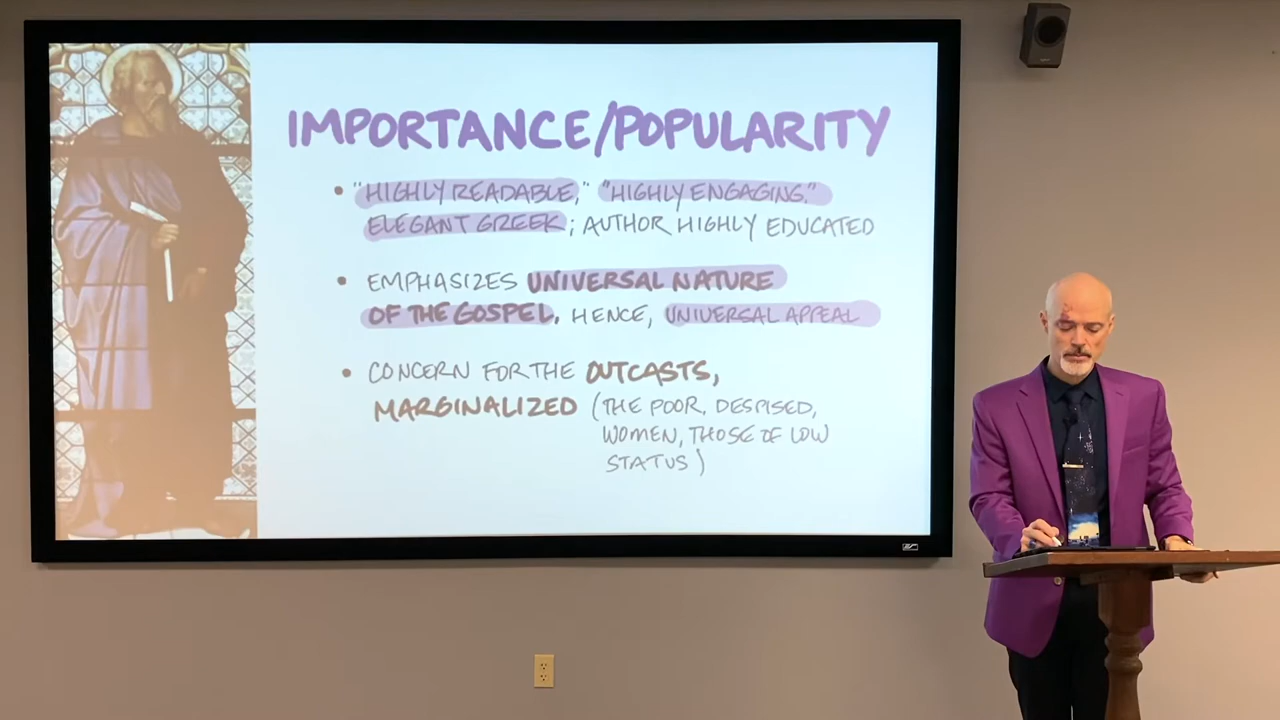 IMPORTANCE/POPULARITY
• "HIGHLY READABLE," "HIGHLY ENGAGING."
ELEGANT GREEK; AUTHOR HIGHLY EDUCATED
• EMPHASIZES UNIVERSAL NATURE
OF THE GOSPEL. HENCE, UNIVERSAL APPEAL
• CONCERN FOR THE OUTCASTS,
MARGINALIZED (THE POOR, DESPISED,
WOMEN, THOSE OF LOW
STATUS)